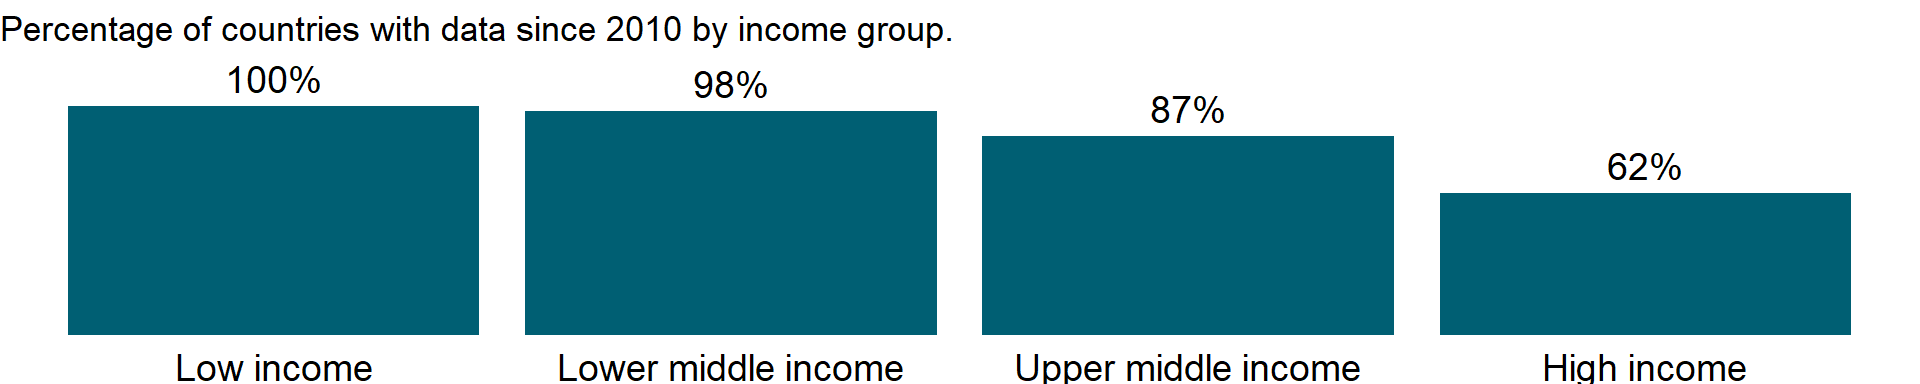 Percentage of countries with data since 2010 by income group.
100%
98%
87%
62%
Low income
Lower middle income
Upper middle income
High income